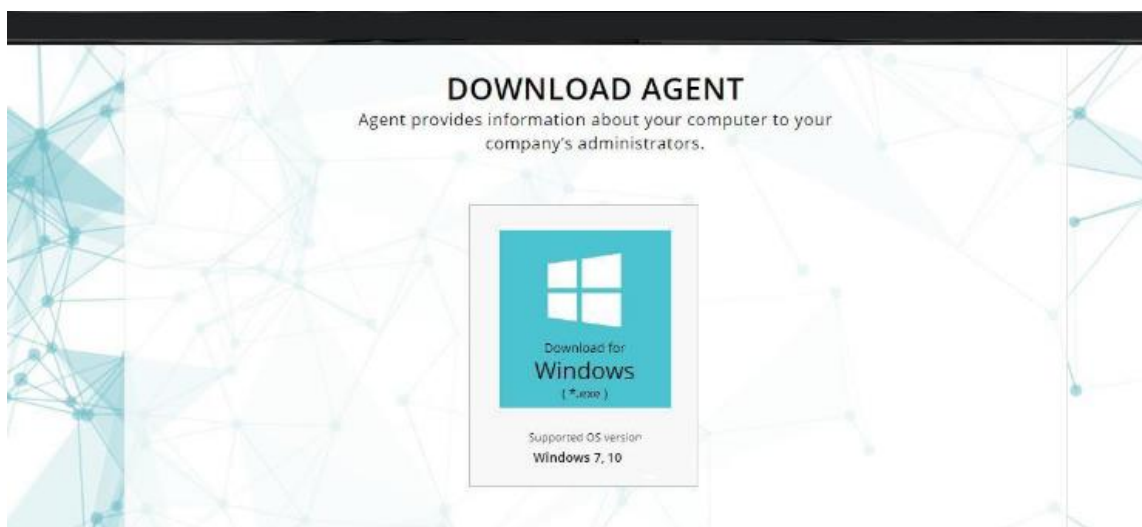 DOWNLOAD AGENT
Agent provides information about your computer to your
company's administrators.
Download for
Windows
( *.exe )
Supported OS version
Windows 7, 10